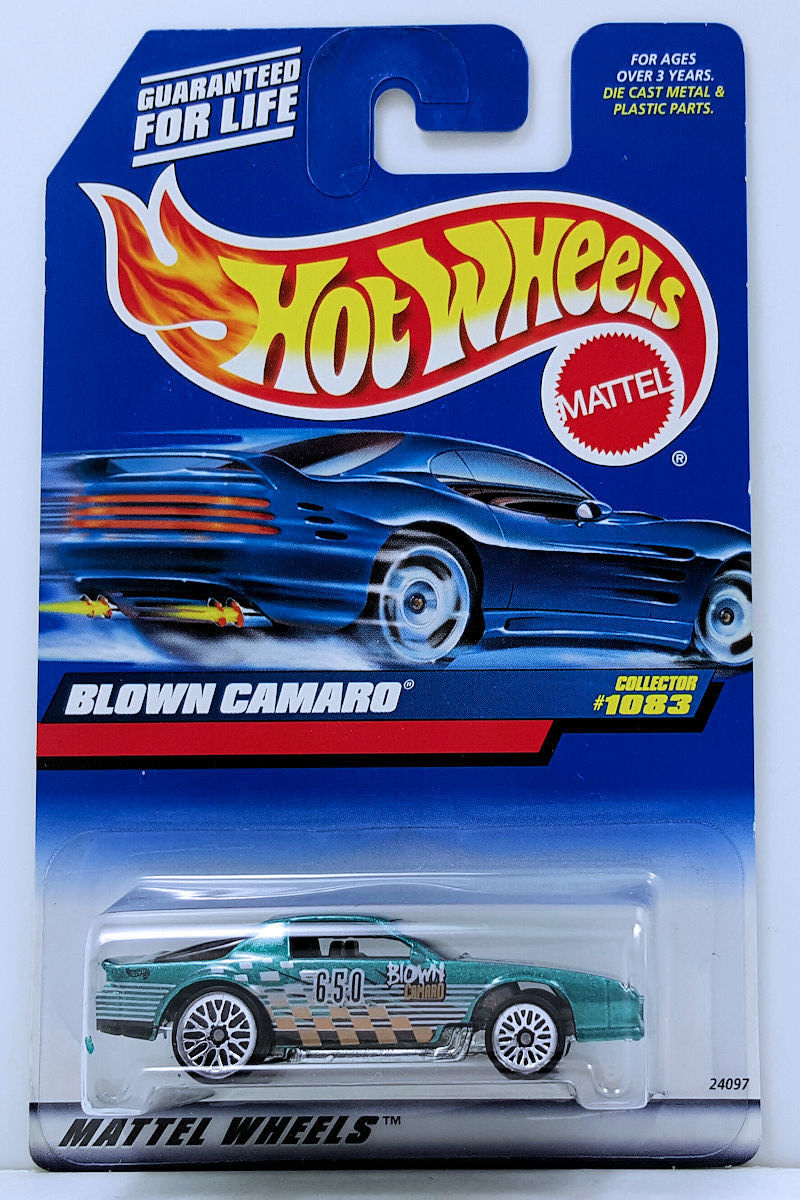 GUARANTEED
FOR LIFE
FOR AGES
OVER 3 YEARS.
DIE CAST METAL &
PLASTIC PARTS.
HOT WHEELS
MATTEL
®
BLOWN CAMARO®
COLLECTOR
#1083
650
BLOWN
CAMARO
24097
MATTEL WHEELS™